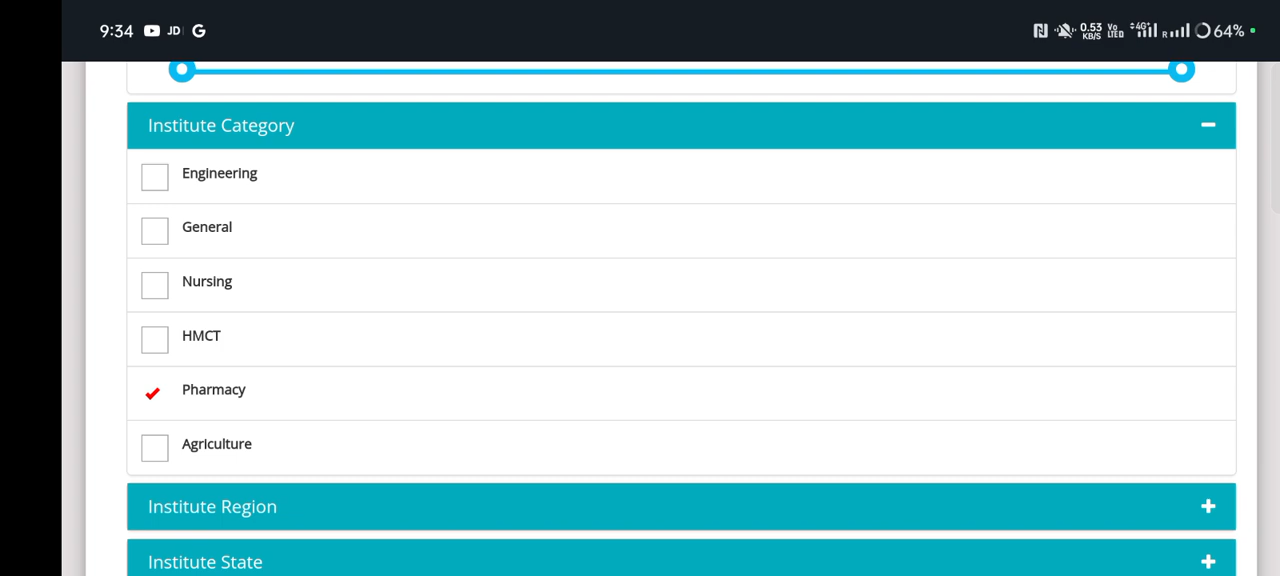 9:34 JD G 0.53 KB/S Vo LTED 4G+ R 64%
Institute Category
Engineering
General
Nursing
HMCT
Pharmacy
Agriculture
Institute Region
Institute State